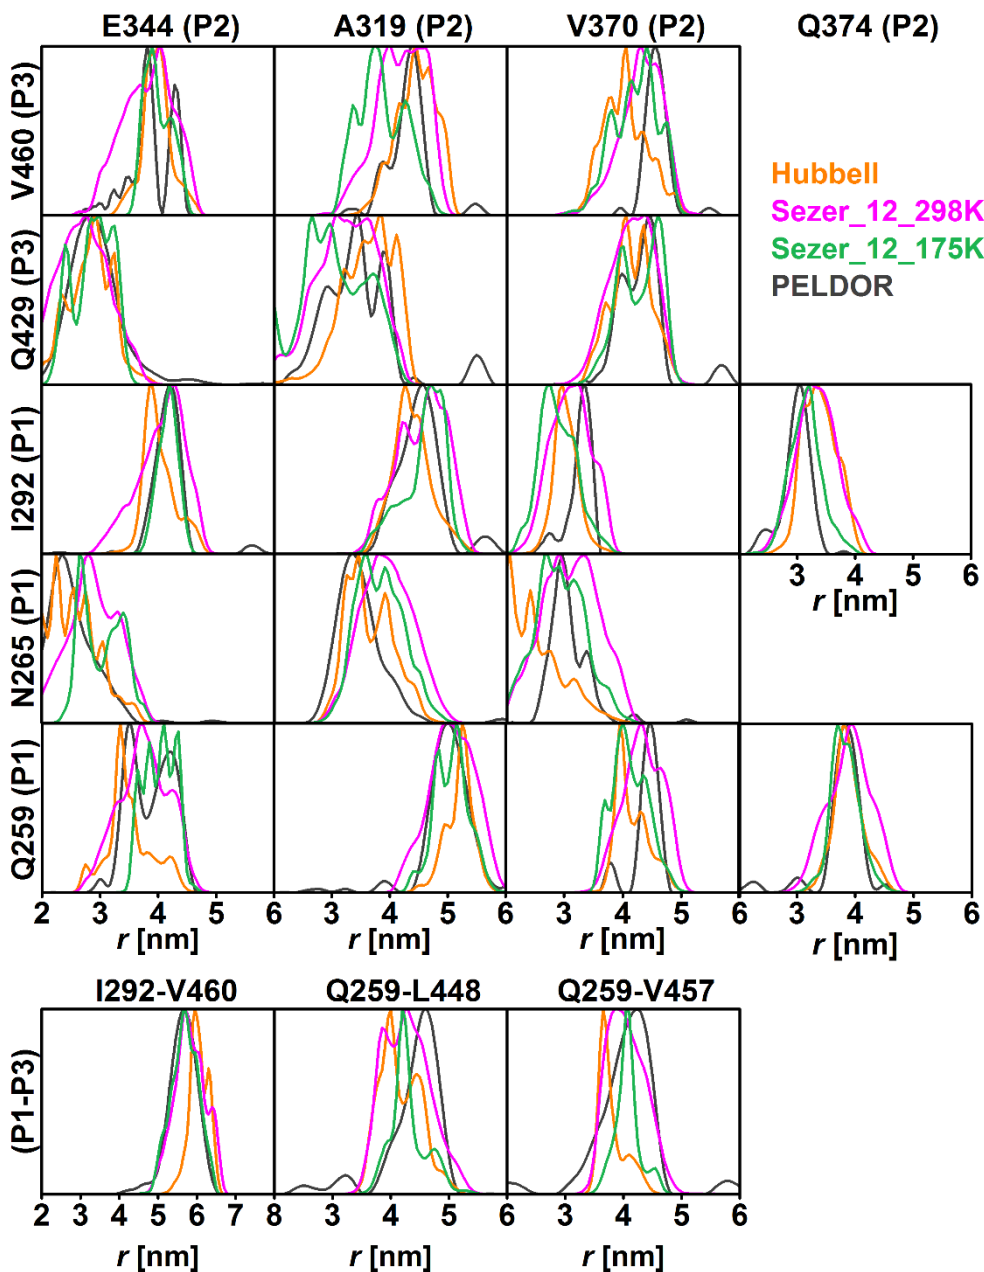 E344 (P2) A319 (P2) V370 (P2) Q374 (P2)
V460 (P3)
Hubbell
Sezer_12_298K
Sezer_12_175K
PELDOR
Q429 (P3)
I292 (P1)
3 4 5 6
r [nm]
N265 (P1)
Q259 (P1)
2 3 4 5 3 4 5 6 3 4 5 6 3 4 5 6
r [nm] r [nm] r [nm] r [nm]
I292-V460 Q259-L448 Q259-V457
(P1-P3)
2 3 4 5 6 7 8 3 4 5 6 3 4 5 6
r [nm] r [nm] r [nm]